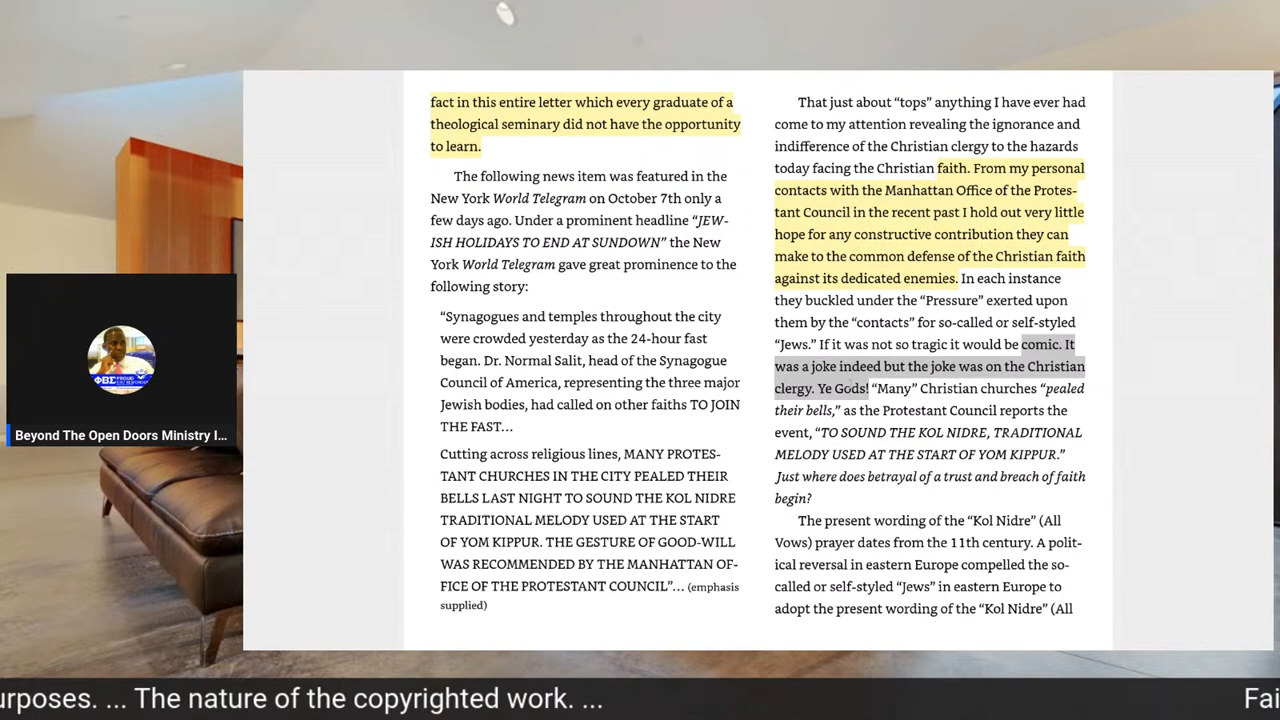 fact in this entire letter which every graduate of a
theological seminary did not have the opportunity
to learn.
The following news item was featured in the
New York World Telegram on October 7th only a
few days ago. Under a prominent headline “JEW-
ISH HOLIDAYS TO END AT SUNDOWN” the New
York World Telegram gave great prominence to the
following story:
“Synagogues and temples throughout the city
were crowded yesterday as the 24-hour fast
began. Dr. Normal Salit, head of the Synagogue
Council of America, representing the three major
Jewish bodies, had called on other faiths TO JOIN
THE FAST...
Cutting across religious lines, MANY PROTES-
TANT CHURCHES IN THE CITY PEALED THEIR
BELLS LAST NIGHT TO SOUND THE KOL NIDRE
TRADITIONAL MELODY USED AT THE START
OF YOM KIPPUR. THE GESTURE OF GOOD-WILL
WAS RECOMMENDED BY THE MANHATTAN OF-
FICE OF THE PROTESTANT COUNCIL”... (emphasis
supplied)
That just about “tops” anything I have ever had
come to my attention revealing the ignorance and
indifference of the Christian clergy to the hazards
today facing the Christian faith. From my personal
contacts with the Manhattan Office of the Protes-
tant Council in the recent past I hold out very little
hope for any constructive contribution they can
make to the common defense of the Christian faith
against its dedicated enemies. In each instance
they buckled under the “Pressure” exerted upon
them by the “contacts” for so-called or self-styled
“Jews.” If it was not so tragic it would be comic. It
was a joke indeed but the joke was on the Christian
clergy. Ye Gods! “Many” Christian churches “pealed
their bells,” as the Protestant Council reports the
event, “TO SOUND THE KOL NIDRE, TRADITIONAL
MELODY USED AT THE START OF YOM KIPPUR.”
Just where does betrayal of a trust and breach of faith
begin?
The present wording of the “Kol Nidre” (All
Vows) prayer dates from the 11th century. A polit-
ical reversal in eastern Europe compelled the so-
called or self-styled “Jews” in eastern Europe to
adopt the present wording of the “Kol Nidre” (All
ΦΒΣ PROUD
Beyond The Open Doors Ministry I...
urposes. ... The nature of the copyrighted work. ...
Fai